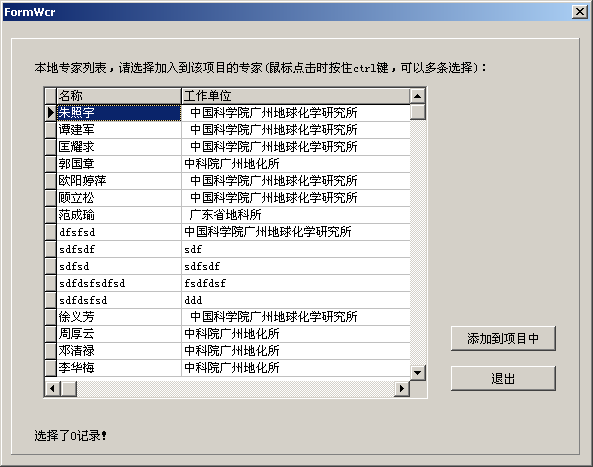 FormWcr
本地专家列表，请选择加入到该项目的专家(鼠标点击时按住ctrl键，可以多条选择)：
名称 工作单位
朱照宇 中国科学院广州地球化学研究所
谭建军 中国科学院广州地球化学研究所
匡耀求 中国科学院广州地球化学研究所
郭国章 中科院广州地化所
欧阳婷萍 中国科学院广州地球化学研究所
顾立松 中国科学院广州地球化学研究所
范成瑜 广东省地科所
dfsfsd 中国科学院广州地球化学研究所
sdfsdf sdf
sdfsd sdfsdf
sdfdsfsdfsd fsdfdsf
sdfdsfsd ddd
徐义芳 中国科学院广州地球化学研究所
周厚云 中科院广州地化所
邓清禄 中科院广州地化所
李华梅 中科院广州地化所
添加到项目中
退出
选择了0记录!